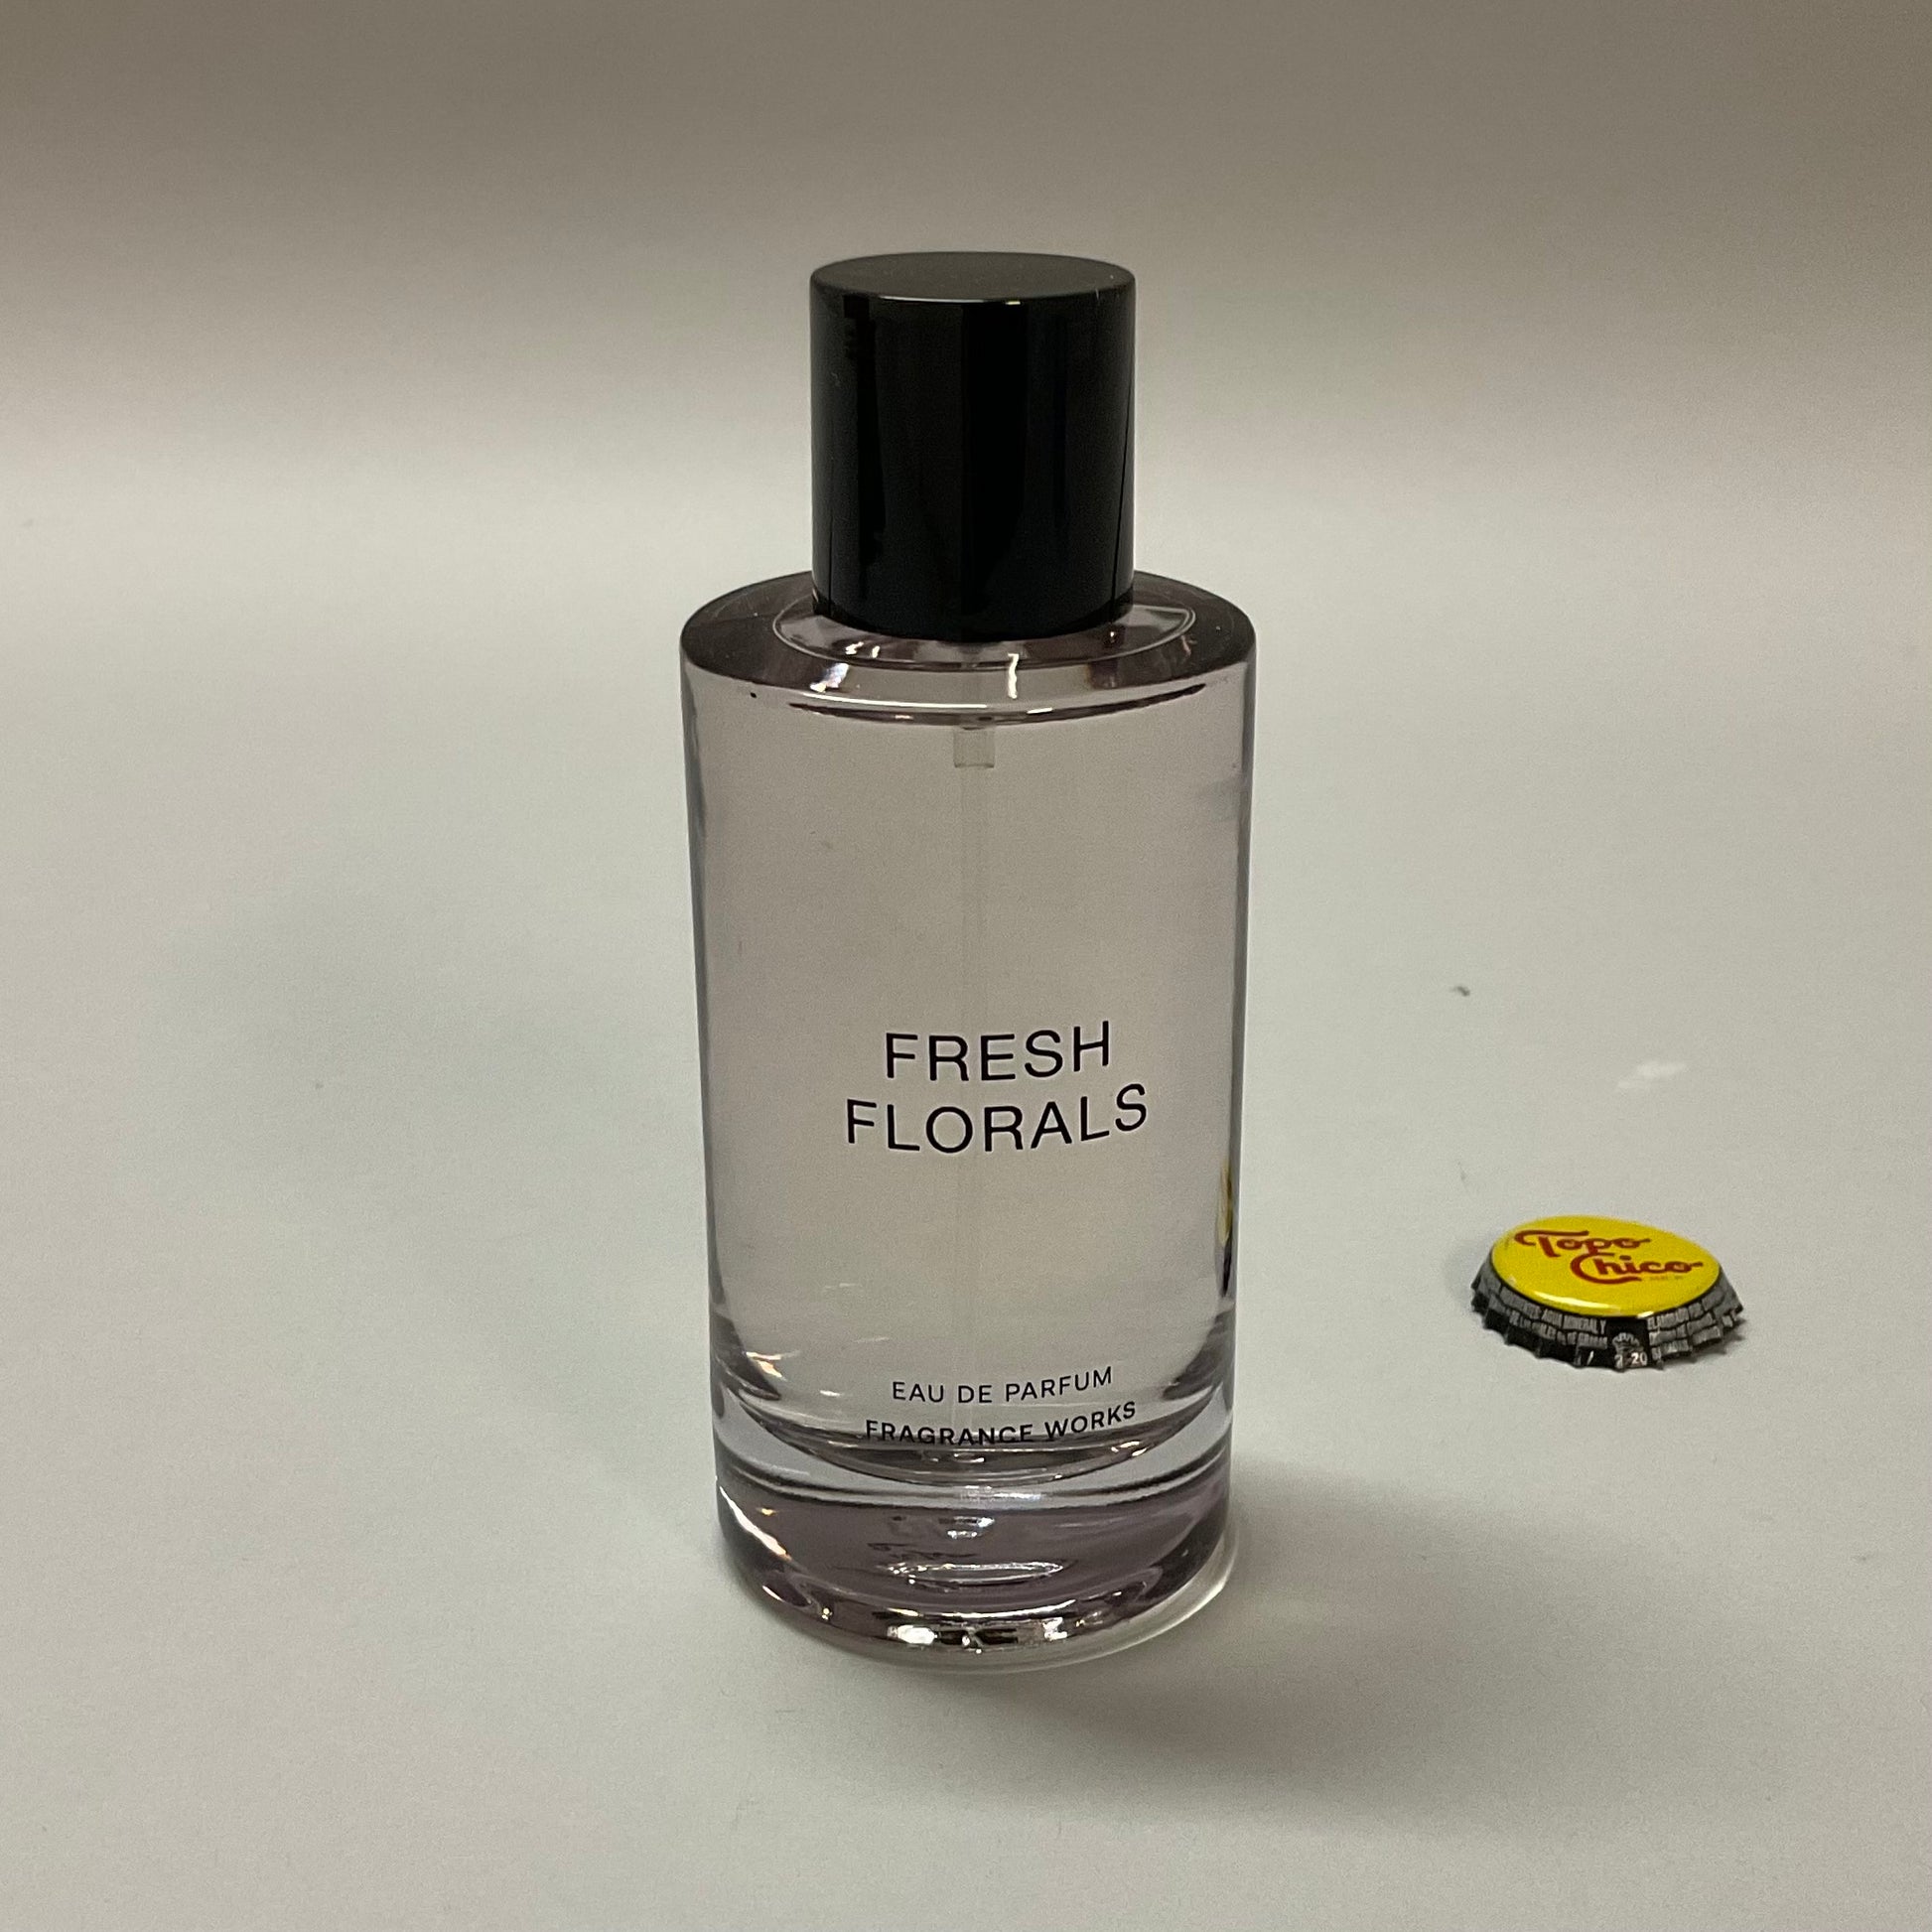 FRESH
FLORALS
EAU DE PARFUM
FRAGRANCE WORKS
Topo
Chico